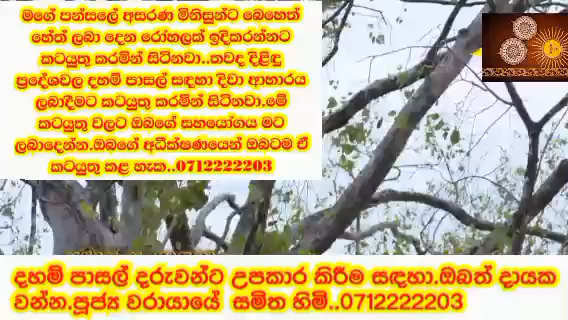 මගේ පන්සලේ අසරණ මිනිසුන්ට බෙහෙත්
හේත් ලබා දෙන රෝහලක් ඉදිකරන්නට
කටයුතු කරමින් සිටිනවා..තවද දිළිඳු
ප්‍රදේශවල දහම් පාසල් සඳහා දිවා ආහාරය
ලබාදීමට කටයුතු කරමින් සිටිනවා.මේ
කටයුතු වලට ඔබගේ සහයෝගය මට
ලබාදෙන්න.ඔබගේ අධීක්ෂණයෙන් ඔබටම ඒ
කටයුතු කළ හැක..0712222203
දහම් පාසල් දරුවන්ට උපකාර කිරීම සඳහා.ඔබත් දායක
වන්න.පූජ්‍ය වරායායේ සමිත හිමි..0712222203